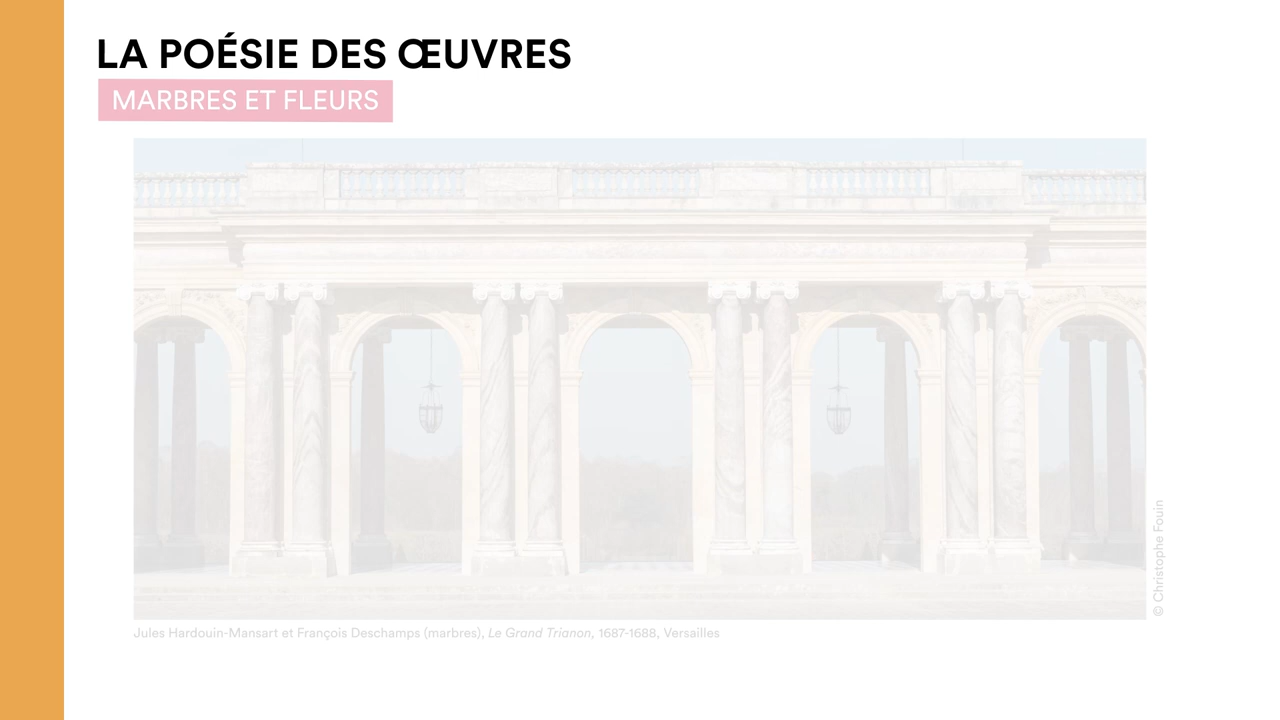 LA POÉSIE DES ŒUVRES
MARBRES ET FLEURS
© Christophe Fouin
Jules Hardouin-Mansart et François Deschamps (marbres), Le Grand Trianon, 1687-1688, Versailles